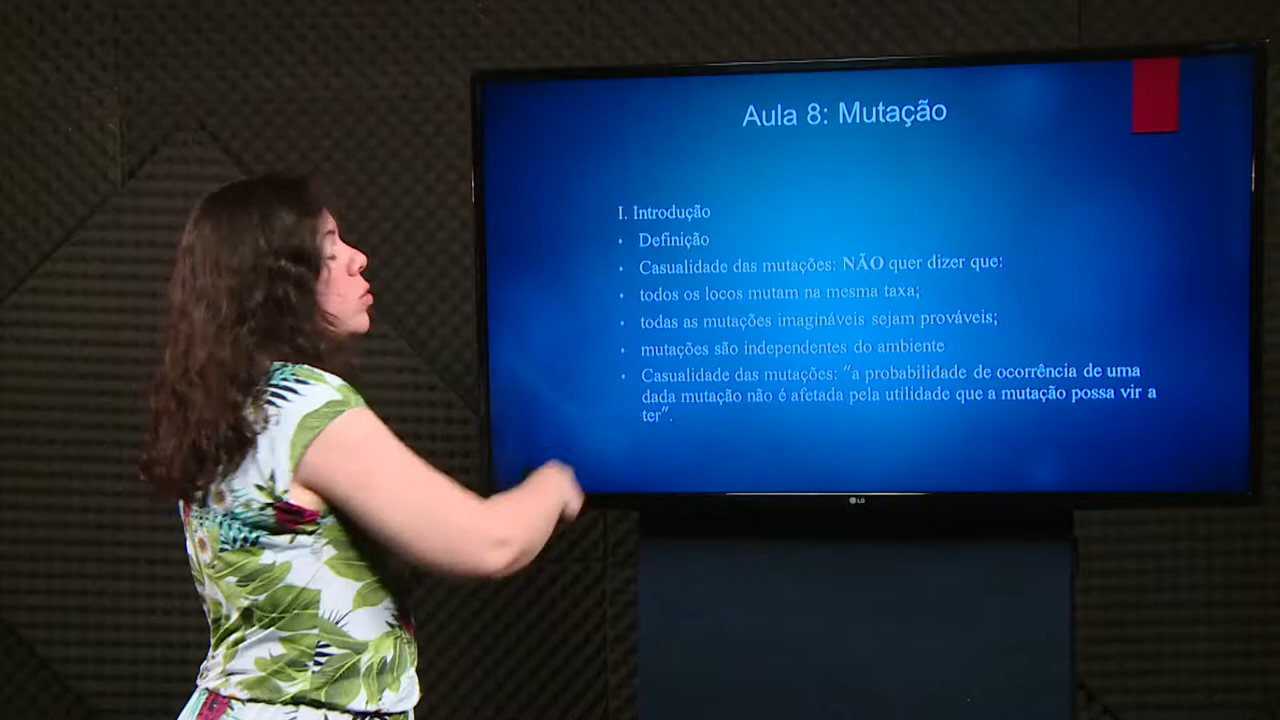 Aula 8: Mutação
I. Introdução
• Definição
• Casualidade das mutações: NÃO quer dizer que:
• todos os locos mutam na mesma taxa;
• todas as mutações imagináveis sejam prováveis;
• mutações são independentes do ambiente
• Casualidade das mutações: “a probabilidade de ocorrência de uma
dada mutação não é afetada pela utilidade que a mutação possa vir a
ter”.
LG